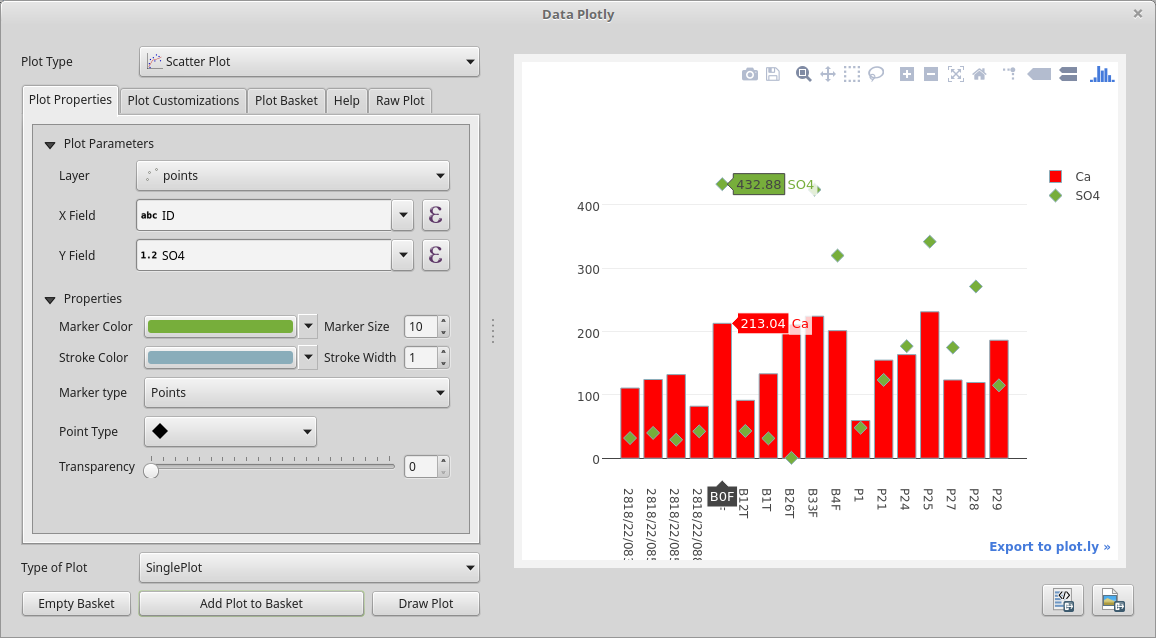 Data Plotly
Plot Type
Scatter Plot
Plot Properties
Plot Customizations
Plot Basket
Help
Raw Plot
Plot Parameters
Layer
points
X Field
abc ID
ε
Y Field
1.2 SO4
ε
Properties
Marker Color
Marker Size
10
Stroke Color
Stroke Width
1
Marker type
Points
Point Type
Transparency
0
Type of Plot
SinglePlot
Empty Basket
Add Plot to Basket
Draw Plot
432.88 SO4
213.04 Ca
Ca
SO4
400
300
200
100
0
2818/22/08
2818/22/08
2818/22/08
2818/22/08
B0F
B12T
B1T
B26T
B33F
B4F
P1
P21
P24
P25
P27
P28
P29
Export to plot.ly »